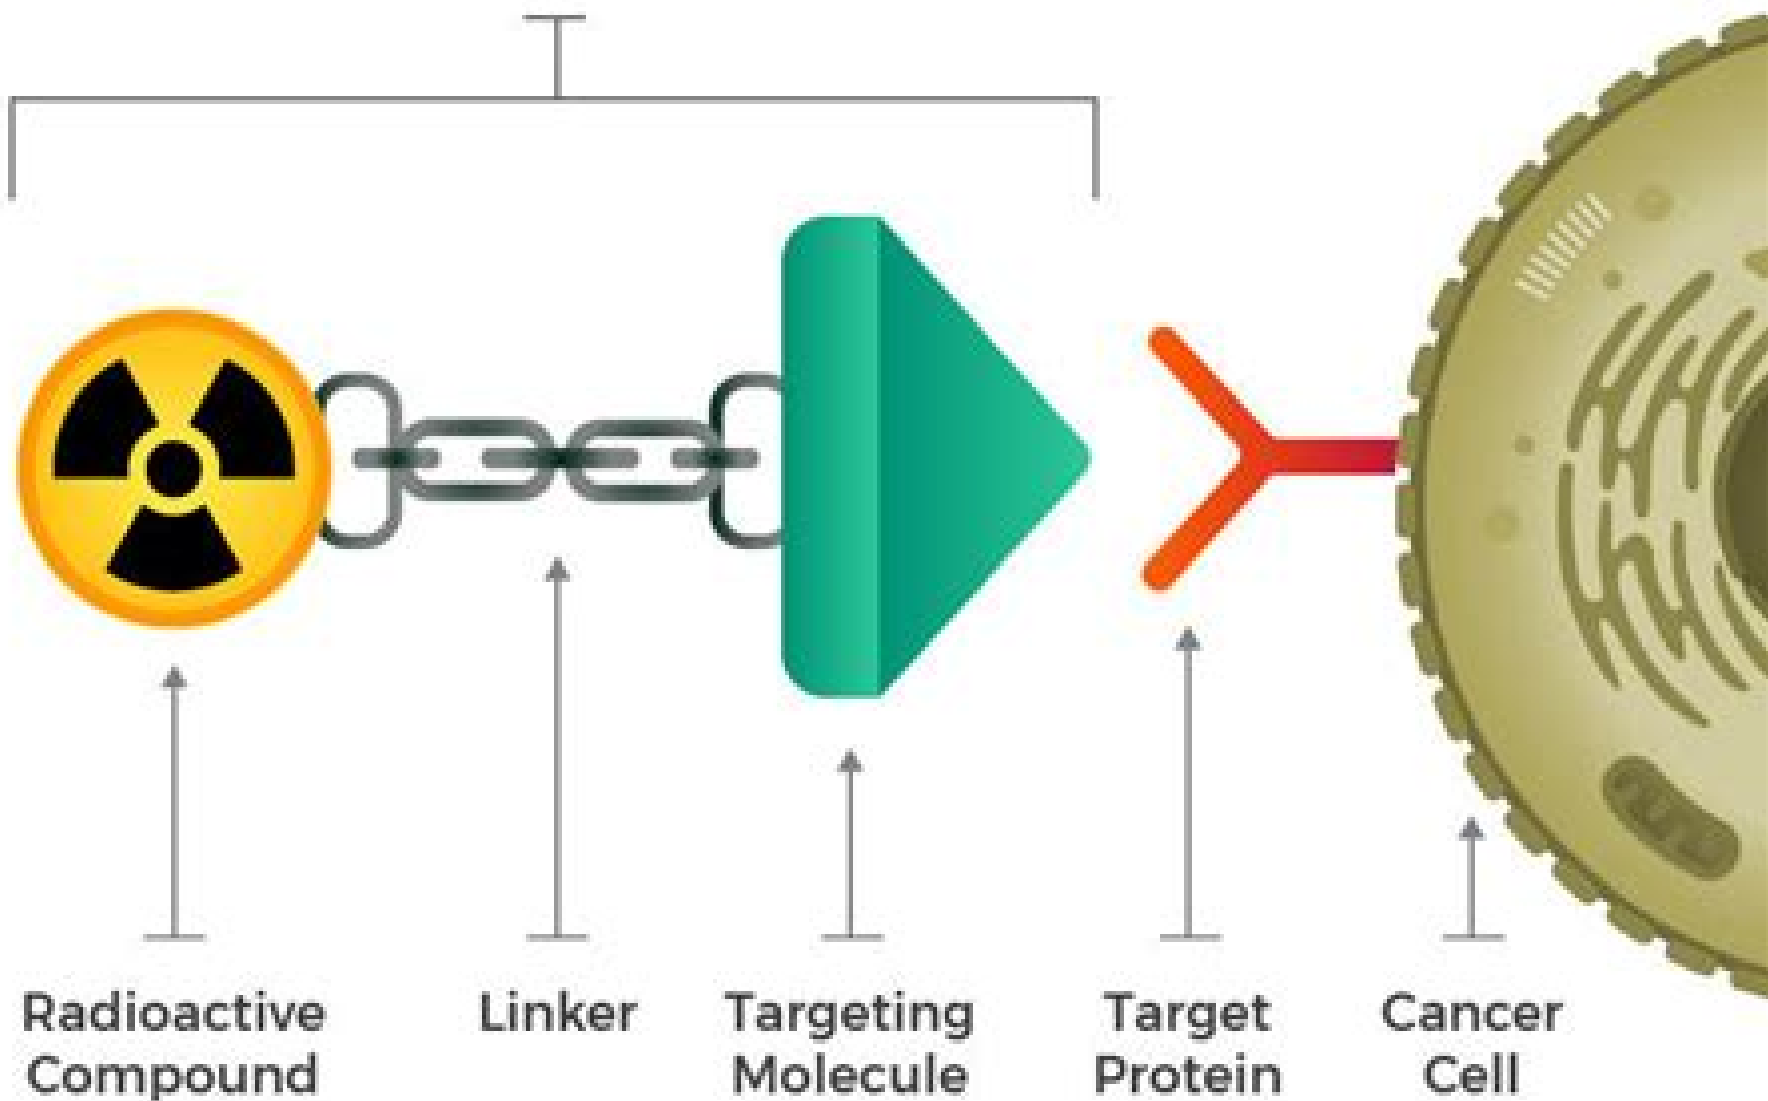 Radioactive
Compound
Linker
Targeting
Molecule
Target
Protein
Cancer
Cell